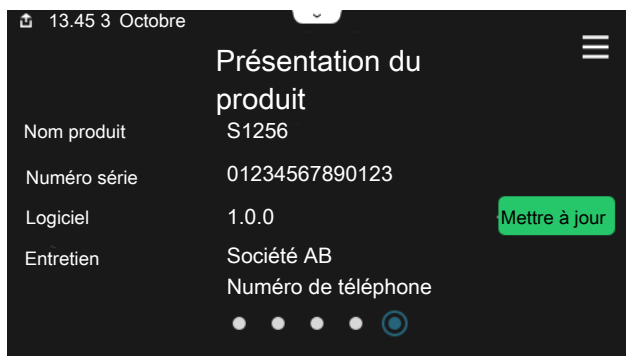 13.45 3 Octobre
Présentation du
produit
Nom produit S1256
Numéro série 01234567890123
Logiciel 1.0.0 Mettre à jour
Entretien Société AB
Numéro de téléphone